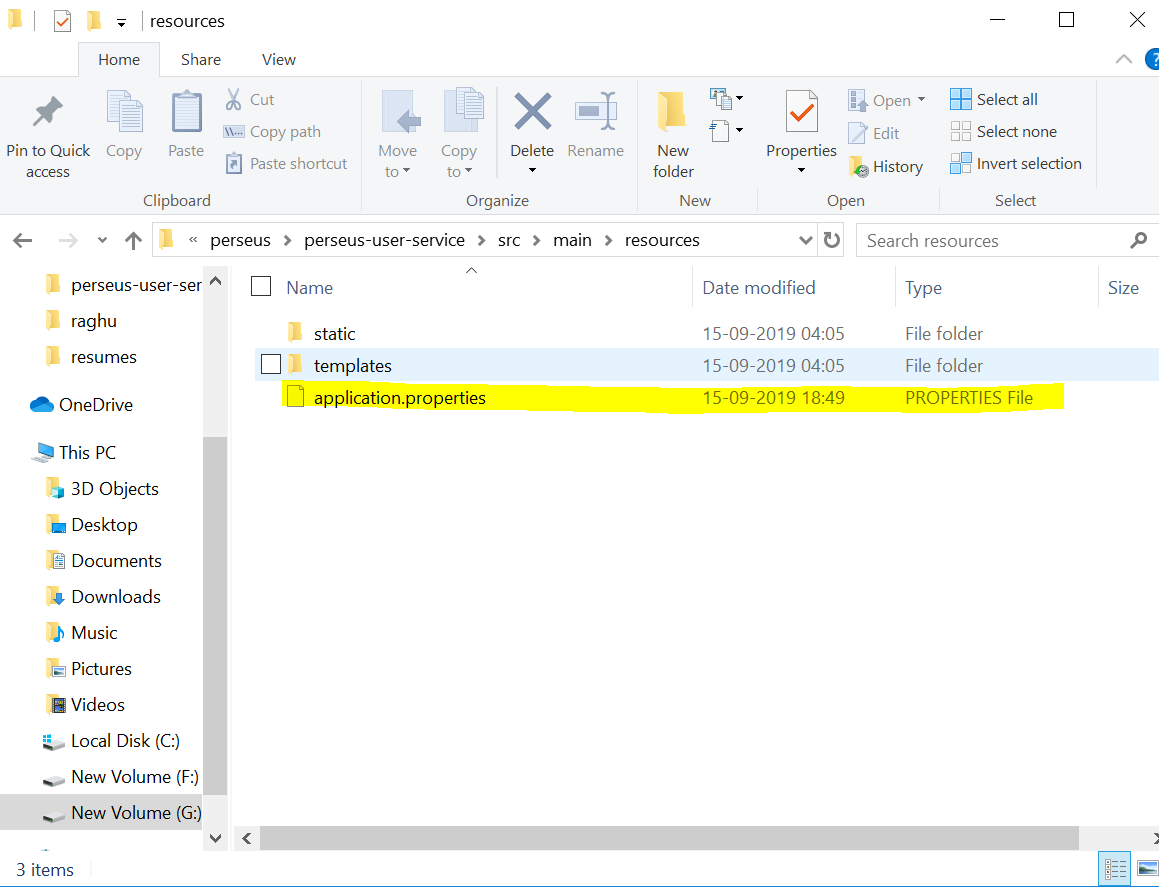 resources
Home Share View
?
Pin to Quick access
Copy
Paste
Cut
Copy path
Paste shortcut
Clipboard
Move to
Copy to
Delete
Rename
Organize
New folder
New
Properties
Open
Edit
History
Open
Select all
Select none
Invert selection
Select
« perseus > perseus-user-service > src > main > resources
Search resources
perseus-user-ser
raghu
resumes
OneDrive
This PC
3D Objects
Desktop
Documents
Downloads
Music
Pictures
Videos
Local Disk (C:)
New Volume (F:)
New Volume (G:)
Name Date modified Type Size
static 15-09-2019 04:05 File folder
templates 15-09-2019 04:05 File folder
application.properties 15-09-2019 18:49 PROPERTIES File
3 items